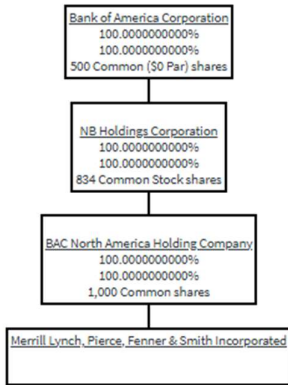 Bank of America Corporation
100.0000000000%
100.0000000000%
500 Common ($0 Par) shares
NB Holdings Corporation
100.0000000000%
100.0000000000%
834 Common Stock shares
BAC North America Holding Company
100.0000000000%
100.0000000000%
1,000 Common shares
Merrill Lynch, Pierce, Fenner & Smith Incorporated